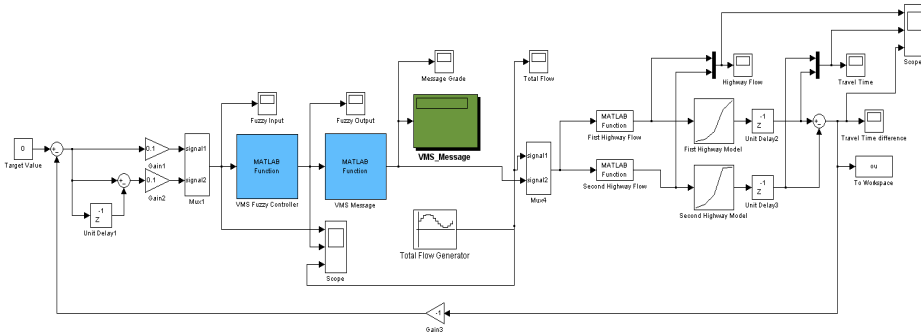 0
Target Value
0.1
Gain1
0.1
Gain2
-1
Z
Unit Delay1
signal1
signal2
Mux1
Fuzzy Input
MATLAB
Function
VMS Fuzzy Controller
Fuzzy Output
MATLAB
Function
VMS Message
Message Grade
VMS_Message
Total Flow Generator
Scope
Total Flow
signal1
signal2
Mux4
MATLAB
Function
First Highway Flow
MATLAB
Function
Second Highway Flow
Highway Flow
First Highway Model
Second Highway Model
-1
Z
Unit Delay2
-1
Z
Unit Delay3
Travel Time
Scope
Travel Time difference
ou
To Workspace
-1
Gain3